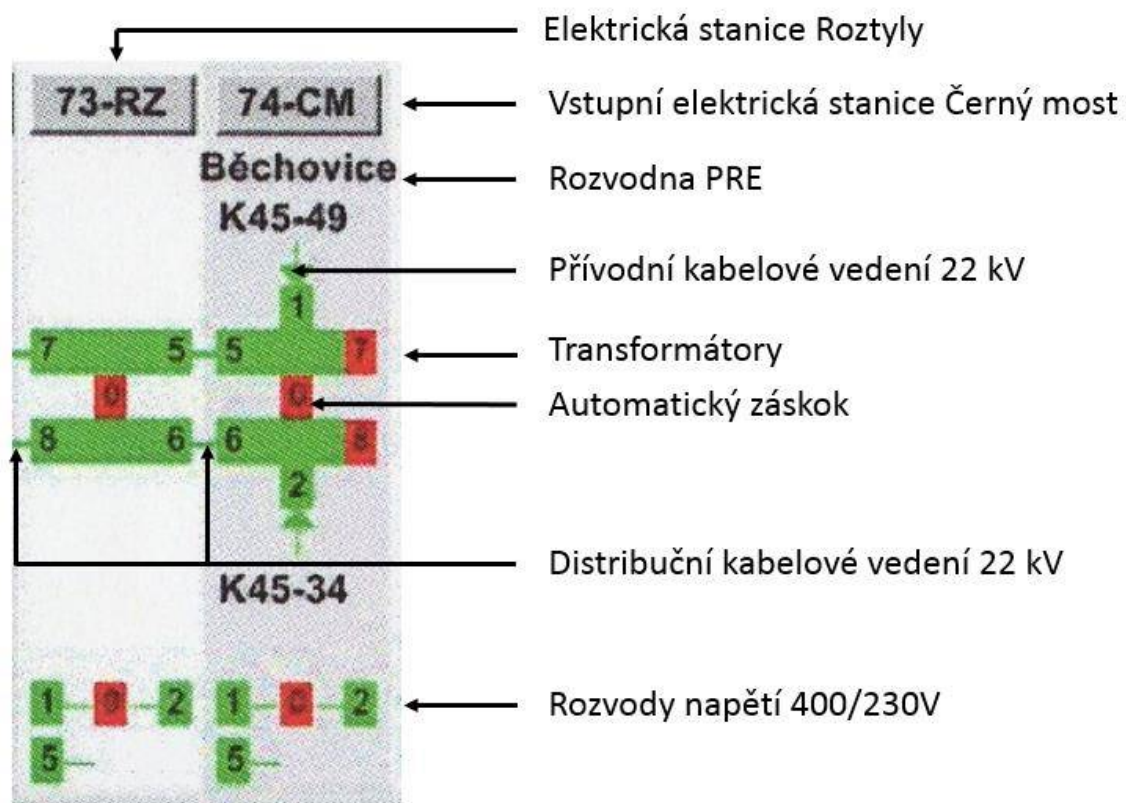 Elektrická stanice Roztyly
73-RZ 74-CM Vstupní elektrická stanice Černý most
Běchovice Rozvodna PRE
K45-49
Přívodní kabelové vedení 22 kV
1
7 5 5 7 Transformátory
0 0 Automatický záskok
8 6 6 8
2
Distribuční kabelové vedení 22 kV
K45-34
1 0 2 1 0 2 Rozvody napětí 400/230V
5 5